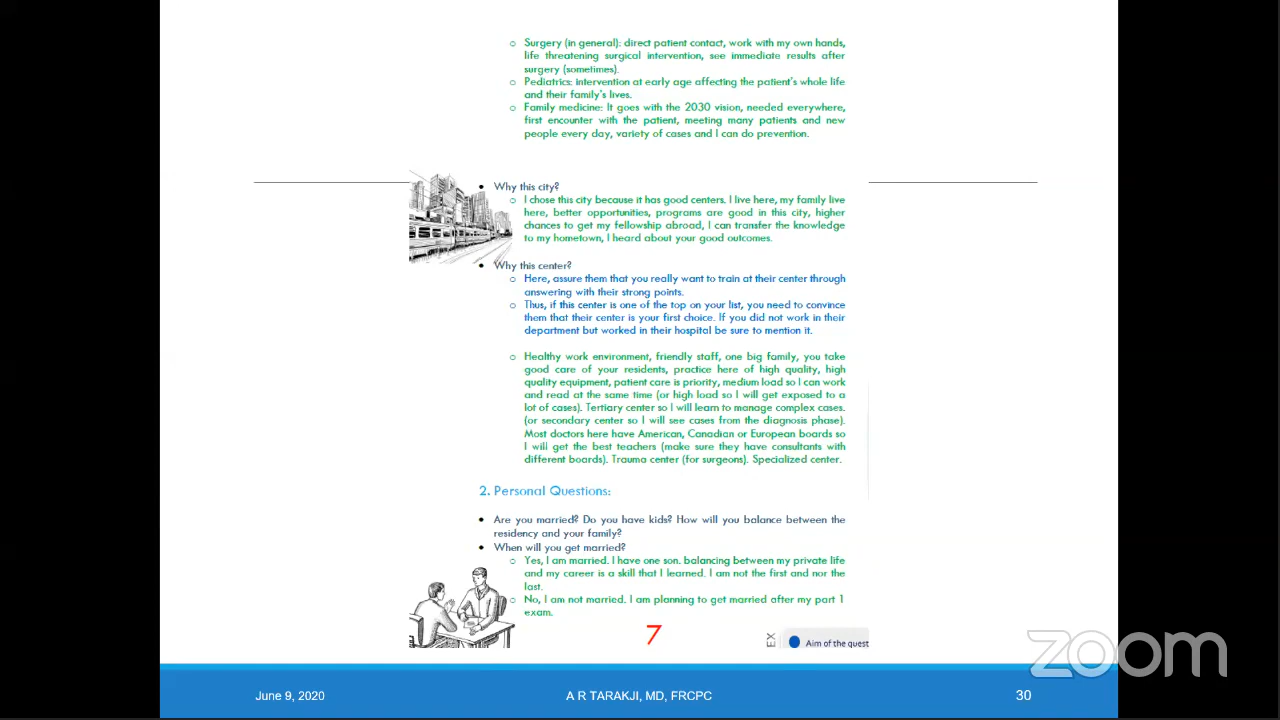 o Surgery (in general): direct patient contact, work with my own hands,
life threatening surgical intervention, see immediate results after
surgery (sometimes).
o Pediatrics: intervention at early age affecting the patient's whole life
and their family's lives.
o Family medicine: It goes with the 2030 vision, needed everywhere,
first encounter with the patient, meeting many patients and new
people every day, variety of cases and I can do prevention.
• Why this city?
o I chose this city because it has good centers. I live here, my family live
here, better opportunities, programs are good in this city, higher
chances to get my fellowship abroad, I can transfer the knowledge
to my hometown, I heard about your good outcomes.
• Why this center?
o Here, assure them that you really want to train at their center through
answering with their strong points.
o Thus, if this center is one of the top on your list, you need to convince
them that their center is your first choice. If you did not work in their
department but worked in their hospital be sure to mention it.
o Healthy work environment, friendly staff, one big family, you take
good care of your residents, practice here of high quality, high
quality equipment, patient care is priority, medium load so I can work
and read at the same time (or high load so I will get exposed to a
lot of cases). Tertiary center so I will learn to manage complex cases.
(or secondary center so I will see cases from the diagnosis phase).
Most doctors here have American, Canadian or European boards so
I will get the best teachers (make sure they have consultants with
different boards). Trauma center (for surgeons). Specialized center.
2. Personal Questions:
• Are you married? Do you have kids? How will you balance between the
residency and your family?
• When will you get married?
o Yes, I am married. I have one son. balancing between my private life
and my career is a skill that I learned. I am not the first and nor the
last.
o No, I am not married. I am planning to get married after my part 1
exam.
7
EX
Aim of the quest
zoom
June 9, 2020
A R TARAKJI, MD, FRCPC
30